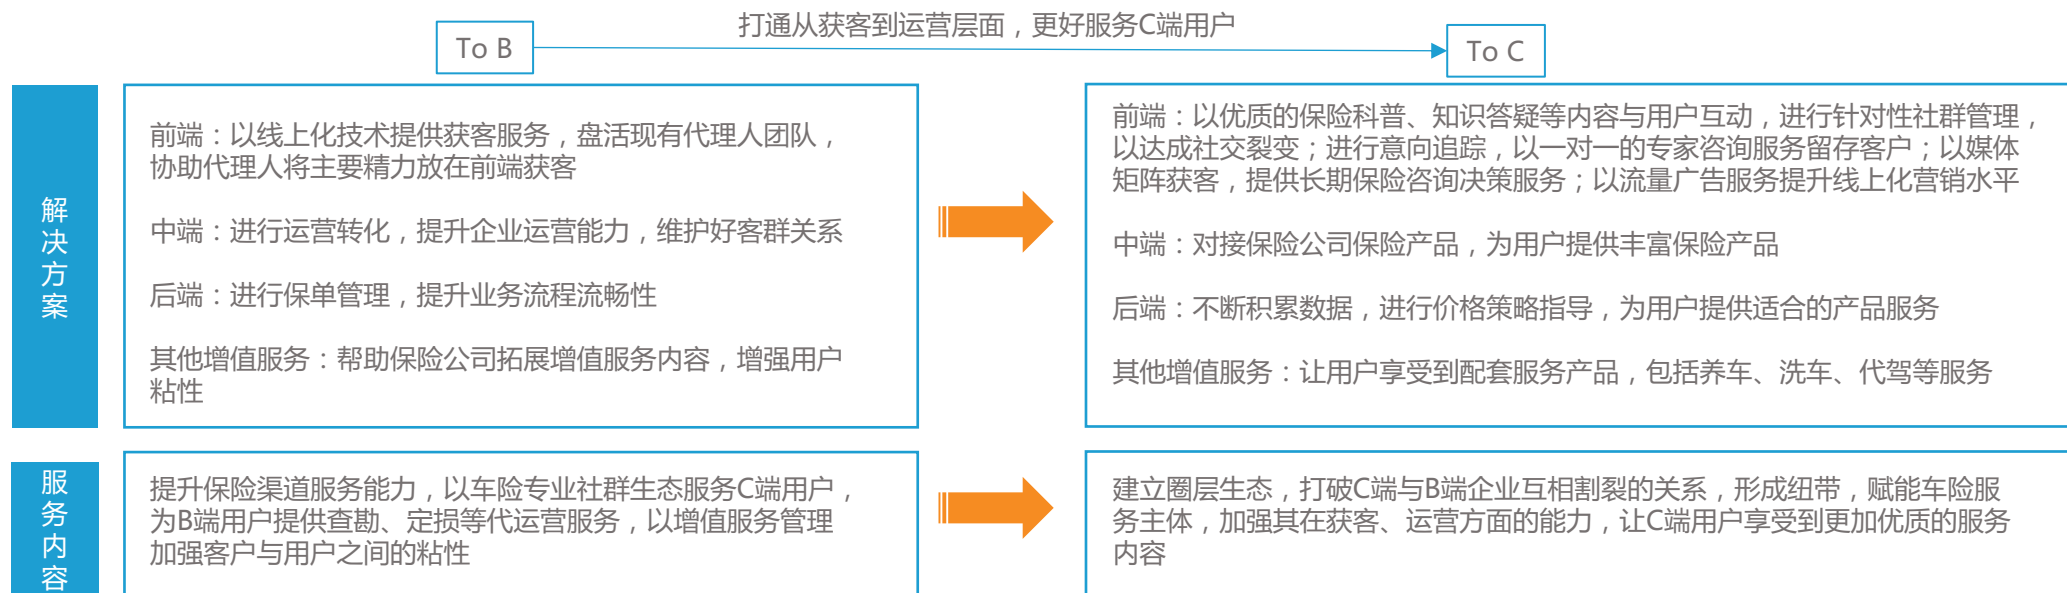 打通从获客到运营层面，更好服务C端用户
To B
To C
解决方案
前端：以线上化技术提供获客服务，盘活现有代理人团队，
协助代理人将主要精力放在前端获客
中端：进行运营转化，提升企业运营能力，维护好客群关系
后端：进行保单管理，提升业务流程流畅性
其他增值服务：帮助保险公司拓展增值服务内容，增强用户
粘性
前端：以优质的保险科普、知识答疑等内容与用户互动，进行针对性社群管理，
以达成社交裂变；进行意向追踪，以一对一的专家咨询服务留存客户；以媒体
矩阵获客，提供长期保险咨询决策服务；以流量广告服务提升线上化营销水平
中端：对接保险公司保险产品，为用户提供丰富保险产品
后端：不断积累数据，进行价格策略指导，为用户提供适合的产品服务
其他增值服务：让用户享受到配套服务产品，包括养车、洗车、代驾等服务
服务内容
提升保险渠道服务能力，以车险专业社群生态服务C端用户，
为B端用户提供查勘、定损等代运营服务，以增值服务管理
加强客户与用户之间的粘性
建立圈层生态，打破C端与B端企业互相割裂的关系，形成纽带，赋能车险服
务主体，加强其在获客、运营方面的能力，让C端用户享受到更加优质的服务
内容